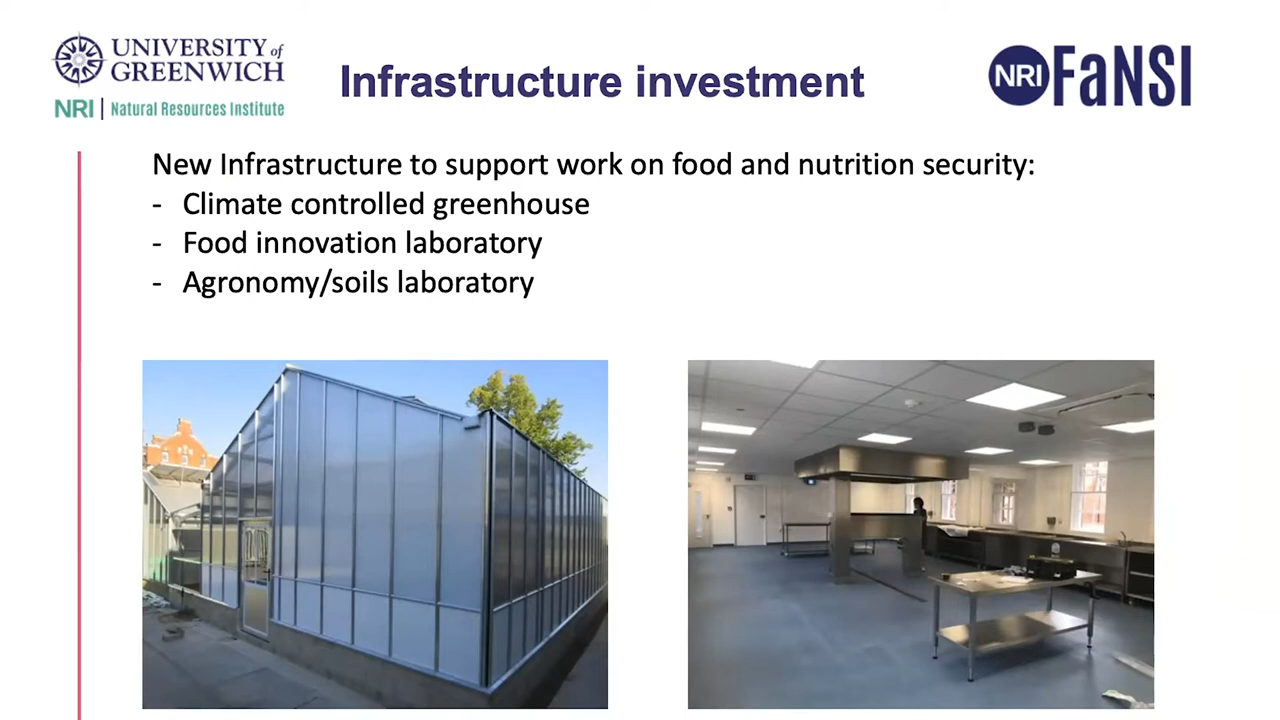 UNIVERSITY of
GREENWICH
NRI | Natural Resources Institute
Infrastructure investment
NRI FaNSI
New Infrastructure to support work on food and nutrition security:
- Climate controlled greenhouse
- Food innovation laboratory
- Agronomy/soils laboratory